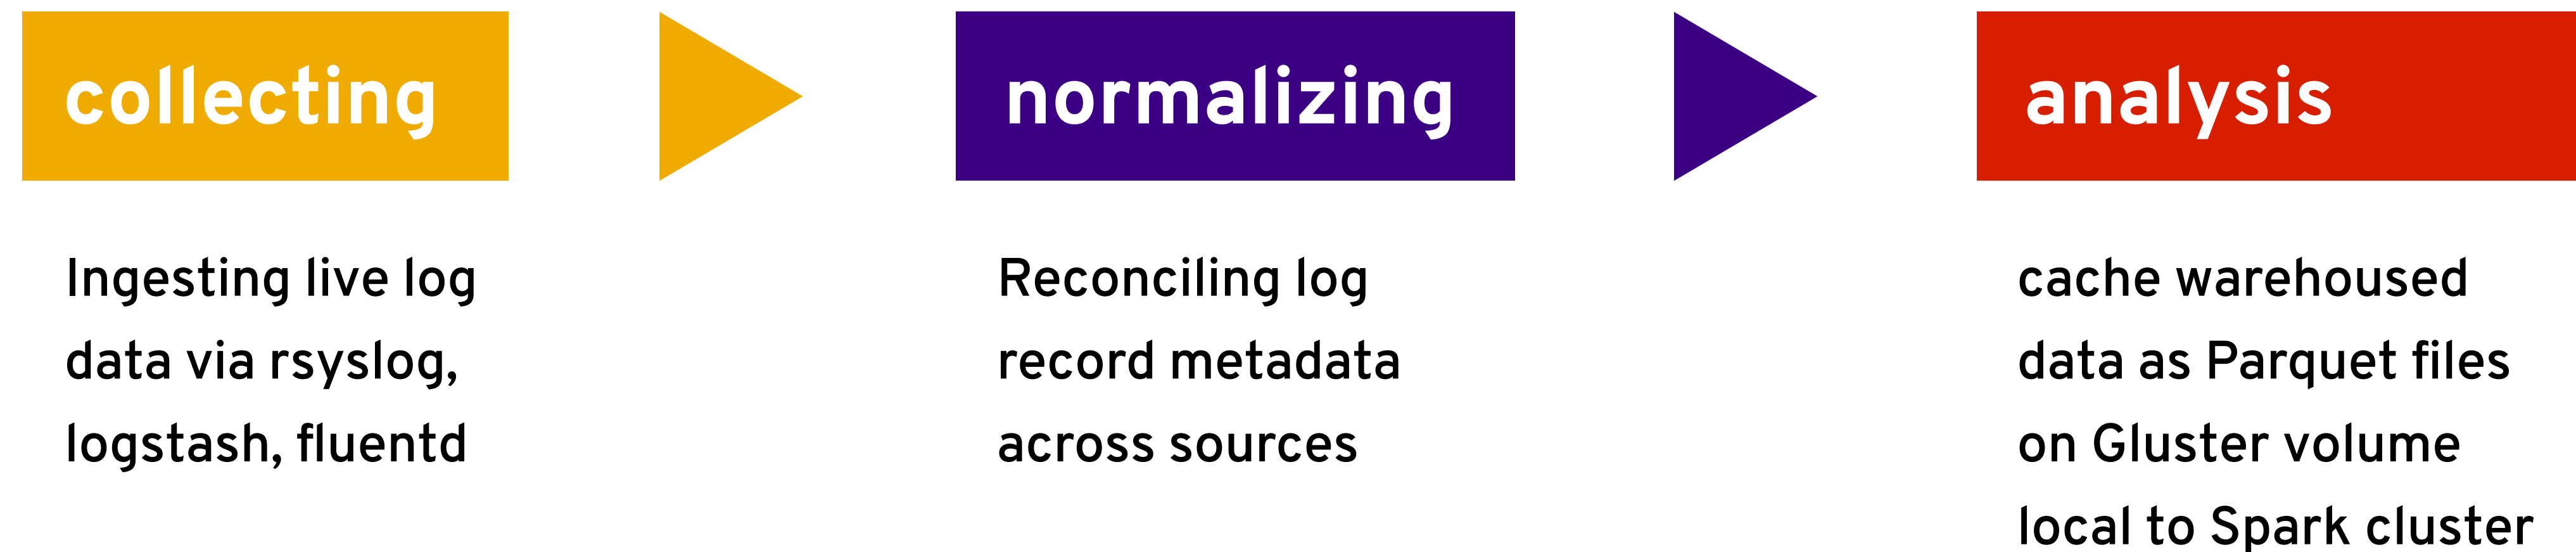 collecting
Ingesting live log
data via rsyslog,
logstash, fluentd
normalizing
Reconciling log
record metadata
across sources
analysis
cache warehoused
data as Parquet files
on Gluster volume
local to Spark cluster